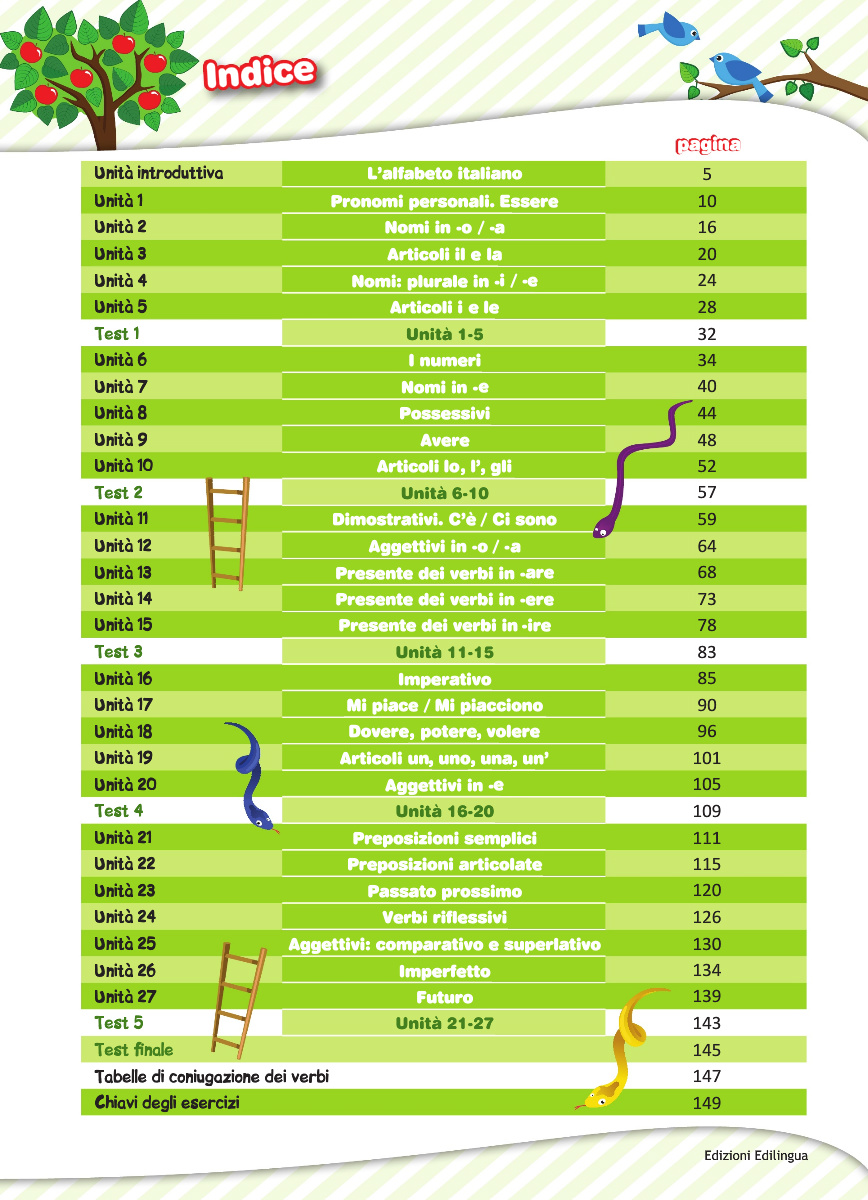 Indice
pagina
Unità introduttiva L'alfabeto italiano 5
Unità 1 Pronomi personali. Essere 10
Unità 2 Nomi in -o / -a 16
Unità 3 Articoli il e la 20
Unità 4 Nomi: plurale in -i / -e 24
Unità 5 Articoli i e le 28
Test 1 Unità 1-5 32
Unità 6 I numeri 34
Unità 7 Nomi in -e 40
Unità 8 Possessivi 44
Unità 9 Avere 48
Unità 10 Articoli lo, l', gli 52
Test 2 Unità 6-10 57
Unità 11 Dimostrativi. C'è / Ci sono 59
Unità 12 Aggettivi in -o / -a 64
Unità 13 Presente dei verbi in -are 68
Unità 14 Presente dei verbi in -ere 73
Unità 15 Presente dei verbi in -ire 78
Test 3 Unità 11-15 83
Unità 16 Imperativo 85
Unità 17 Mi piace / Mi piacciono 90
Unità 18 Dovere, potere, volere 96
Unità 19 Articoli un, uno, una, un' 101
Unità 20 Aggettivi in -e 105
Test 4 Unità 16-20 109
Unità 21 Preposizioni semplici 111
Unità 22 Preposizioni articolate 115
Unità 23 Passato prossimo 120
Unità 24 Verbi riflessivi 126
Unità 25 Aggettivi: comparativo e superlativo 130
Unità 26 Imperfetto 134
Unità 27 Futuro 139
Test 5 Unità 21-27 143
Test finale 145
Tabelle di coniugazione dei verbi 147
Chiavi degli esercizi 149
Edizioni Edilingua